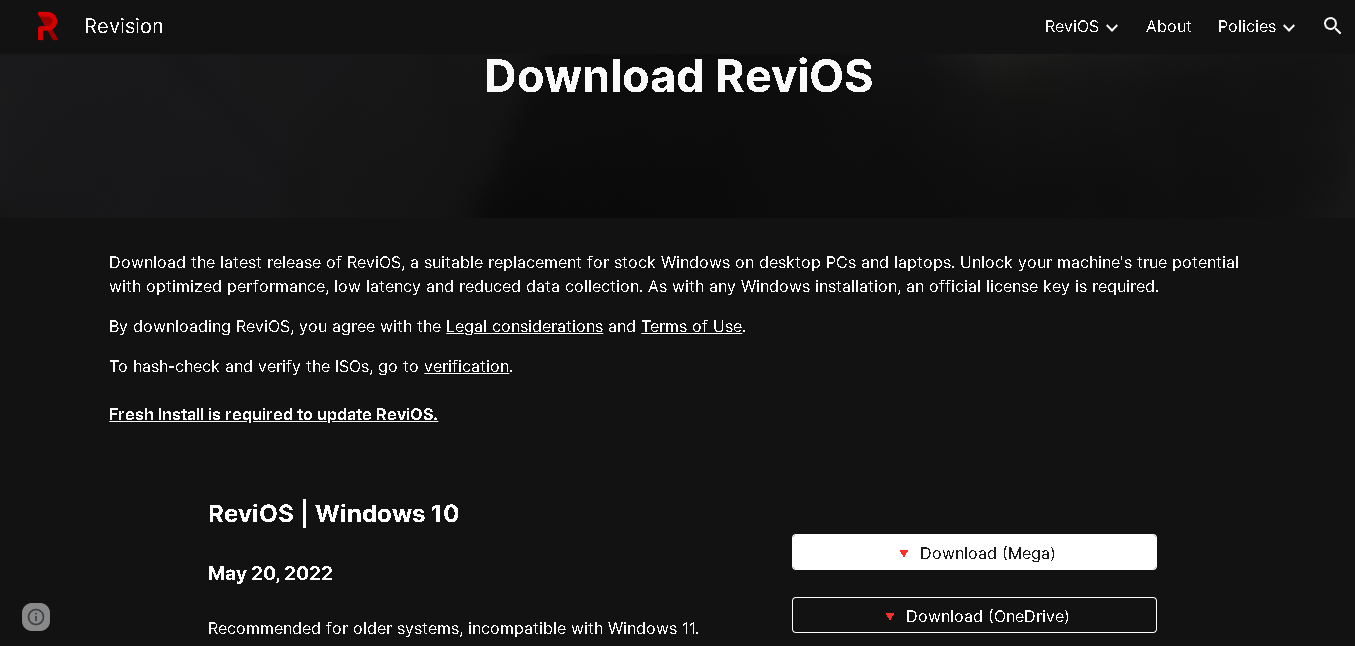 Revision
ReviOS
About
Policies
Download ReviOS
Download the latest release of ReviOS, a suitable replacement for stock Windows on desktop PCs and laptops. Unlock your machine's true potential
with optimized performance, low latency and reduced data collection. As with any Windows installation, an official license key is required.
By downloading ReviOS, you agree with the Legal considerations and Terms of Use.
To hash-check and verify the ISOs, go to verification.
Fresh Install is required to update ReviOS.
ReviOS | Windows 10
May 20, 2022
Recommended for older systems, incompatible with Windows 11.
🔻 Download (Mega)
🔻 Download (OneDrive)